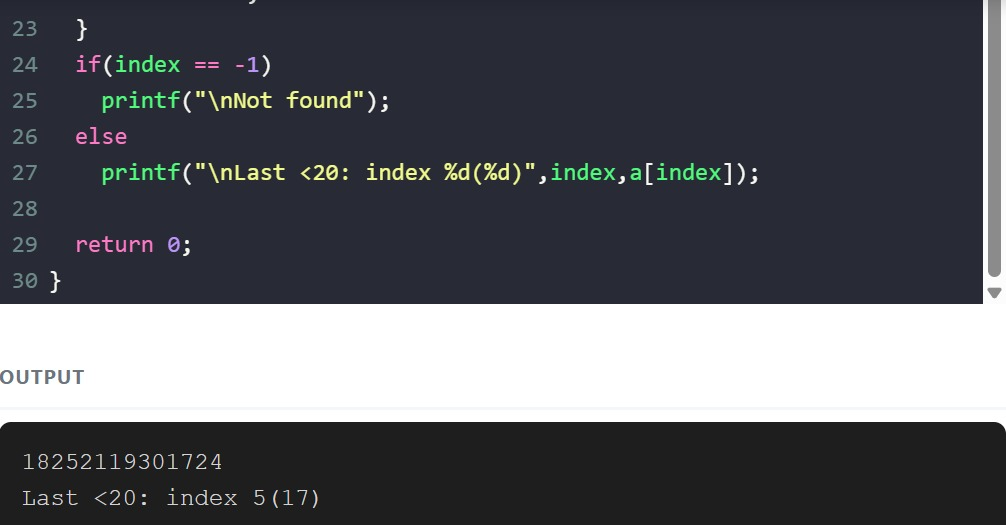 23 }
24 if(index == -1)
25 printf("\nNot found");
26 else
27 printf("\nLast <20: index %d(%d)",index,a[index]);
28
29 return 0;
30 }
OUTPUT
18252119301724
Last <20: index 5(17)